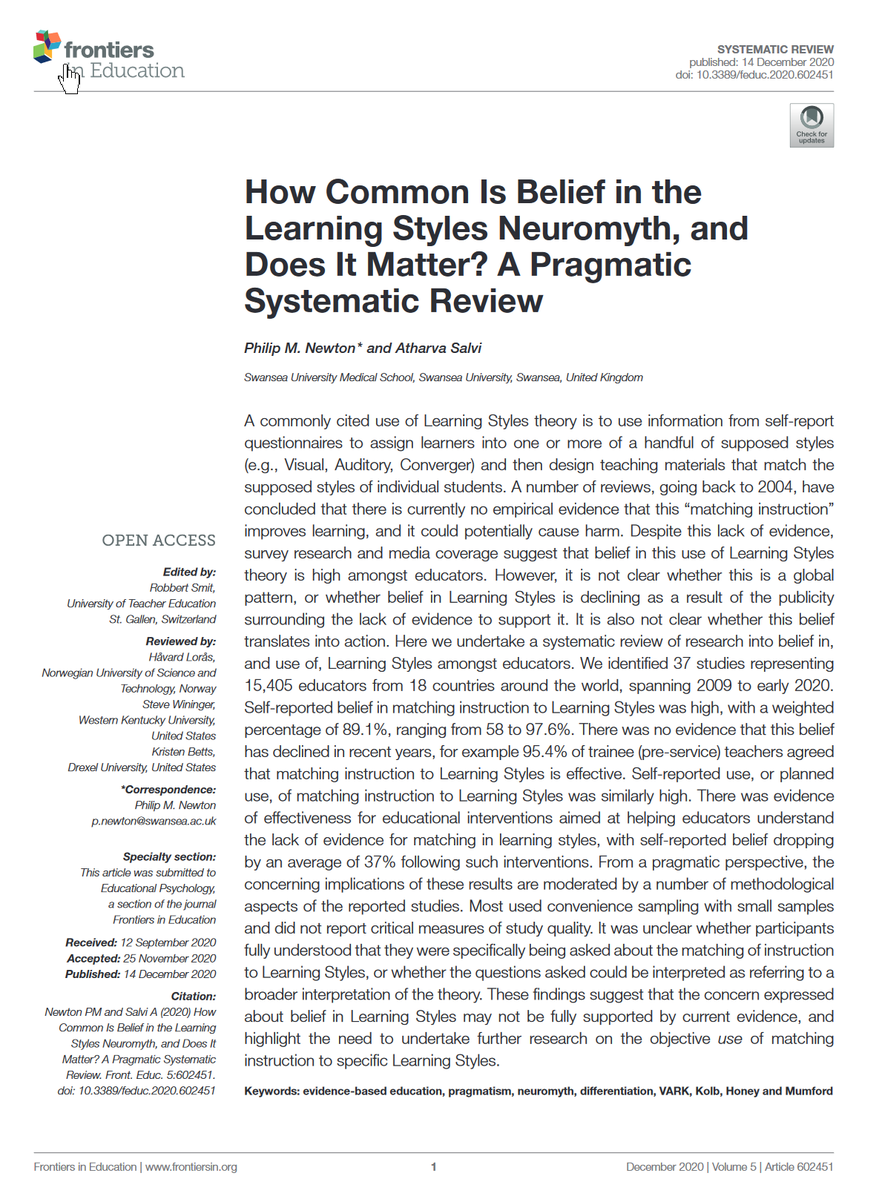 frontiers
in Education
SYSTEMATIC REVIEW
published: 14 December 2020
doi: 10.3389/feduc.2020.602451
Check for
updates
How Common Is Belief in the
Learning Styles Neuromyth, and
Does It Matter? A Pragmatic
Systematic Review
Philip M. Newton* and Atharva Salvi
Swansea University Medical School, Swansea University, Swansea, United Kingdom
A commonly cited use of Learning Styles theory is to use information from self-report
questionnaires to assign learners into one or more of a handful of supposed styles
(e.g., Visual, Auditory, Converger) and then design teaching materials that match the
supposed styles of individual students. A number of reviews, going back to 2004, have
concluded that there is currently no empirical evidence that this “matching instruction”
improves learning, and it could potentially cause harm. Despite this lack of evidence,
survey research and media coverage suggest that belief in this use of Learning Styles
theory is high amongst educators. However, it is not clear whether this is a global
pattern, or whether belief in Learning Styles is declining as a result of the publicity
surrounding the lack of evidence to support it. It is also not clear whether this belief
translates into action. Here we undertake a systematic review of research into belief in,
and use of, Learning Styles amongst educators. We identified 37 studies representing
15,405 educators from 18 countries around the world, spanning 2009 to early 2020.
Self-reported belief in matching instruction to Learning Styles was high, with a weighted
percentage of 89.1%, ranging from 58 to 97.6%. There was no evidence that this belief
has declined in recent years, for example 95.4% of trainee (pre-service) teachers agreed
that matching instruction to Learning Styles is effective. Self-reported use, or planned
use, of matching instruction to Learning Styles was similarly high. There was evidence
of effectiveness for educational interventions aimed at helping educators understand
the lack of evidence for matching in learning styles, with self-reported belief dropping
by an average of 37% following such interventions. From a pragmatic perspective, the
concerning implications of these results are moderated by a number of methodological
aspects of the reported studies. Most used convenience sampling with small samples
and did not report critical measures of study quality. It was unclear whether participants
fully understood that they were specifically being asked about the matching of instruction
to Learning Styles, or whether the questions asked could be interpreted as referring to a
broader interpretation of the theory. These findings suggest that the concern expressed
about belief in Learning Styles may not be fully supported by current evidence, and
highlight the need to undertake further research on the objective use of matching
instruction to specific Learning Styles.
Keywords: evidence-based education, pragmatism, neuromyth, differentiation, VARK, Kolb, Honey and Mumford
OPEN ACCESS
Edited by:
Robbert Smit,
University of Teacher Education
St. Gallen, Switzerland
Reviewed by:
Håvard Lorås,
Norwegian University of Science and
Technology, Norway
Steve Wininger,
Western Kentucky University,
United States
Kristen Betts,
Drexel University, United States
*Correspondence:
Philip M. Newton
p.newton@swansea.ac.uk
Specialty section:
This article was submitted to
Educational Psychology,
a section of the journal
Frontiers in Education
Received: 12 September 2020
Accepted: 25 November 2020
Published: 14 December 2020
Citation:
Newton PM and Salvi A (2020) How
Common Is Belief in the Learning
Styles Neuromyth, and Does It
Matter? A Pragmatic Systematic
Review. Front. Educ. 5:602451.
doi: 10.3389/feduc.2020.602451
Frontiers in Education | www.frontiersin.org
1
December 2020 | Volume 5 | Article 602451